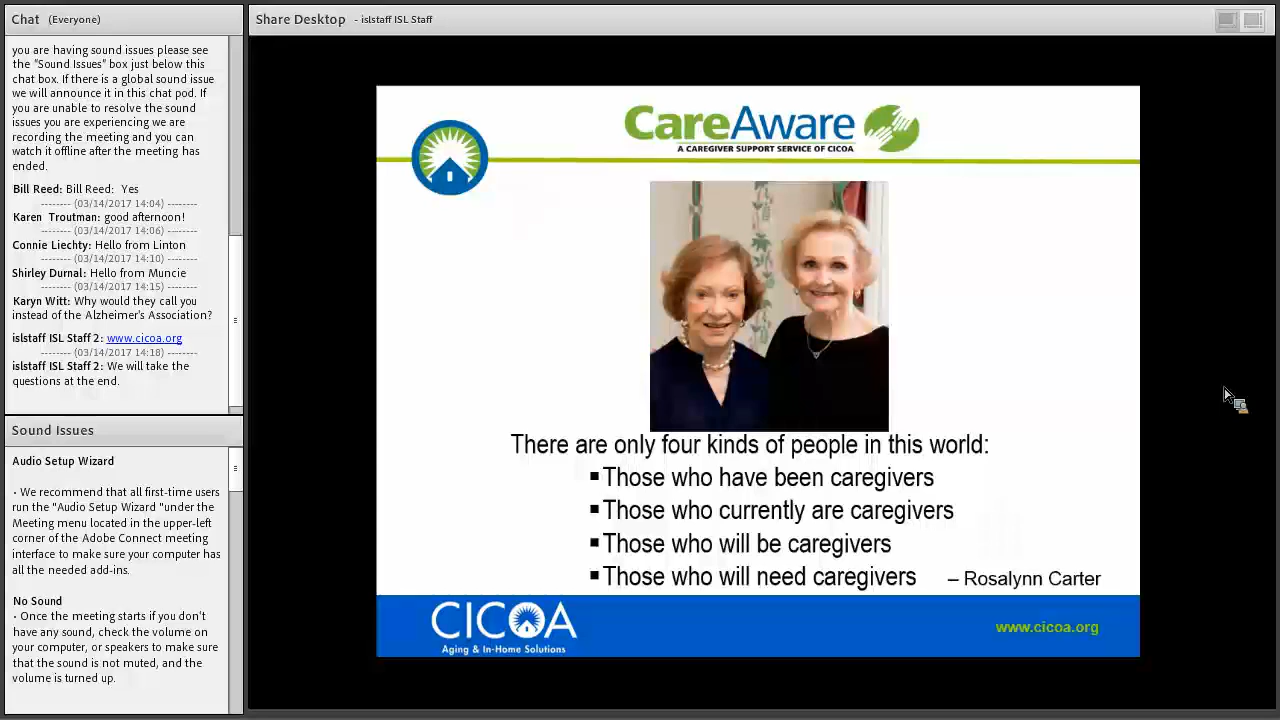 Chat (Everyone)
you are having sound issues please see
the "Sound Issues" box just below this
chat box. If there is a global sound issue
we will announce it in this chat pod. If
you are unable to resolve the sound
issues you are experiencing we are
recording the meeting and you can
watch it offline after the meeting has
ended.
Bill Reed: Bill Reed: Yes
-------- (03/14/2017 14:04) --------
Karen Troutman: good afternoon!
-------- (03/14/2017 14:06) --------
Connie Liechty: Hello from Linton
-------- (03/14/2017 14:10) --------
Shirley Durnal: Hello from Muncie
-------- (03/14/2017 14:15) --------
Karyn Witt: Why would they call you
instead of the Alzheimer's Association?
islstaff ISL Staff 2: www.cicoa.org
-------- (03/14/2017 14:18) --------
islstaff ISL Staff 2: We will take the
questions at the end.
Sound Issues
Audio Setup Wizard
• We recommend that all first-time users
run the "Audio Setup Wizard "under the
Meeting menu located in the upper-left
corner of the Adobe Connect meeting
interface to make sure your computer has
all the needed add-ins.
No Sound
• Once the meeting starts if you don't
have any sound, check the volume on
your computer, or speakers to make sure
that the sound is not muted, and the
volume is turned up.
Share Desktop - islstaff ISL Staff
CareAware
A CAREGIVER SUPPORT SERVICE OF CICOA
There are only four kinds of people in this world:
▪Those who have been caregivers
▪Those who currently are caregivers
▪Those who will be caregivers
▪Those who will need caregivers – Rosalynn Carter
CICOA
Aging & In-Home Solutions
www.cicoa.org